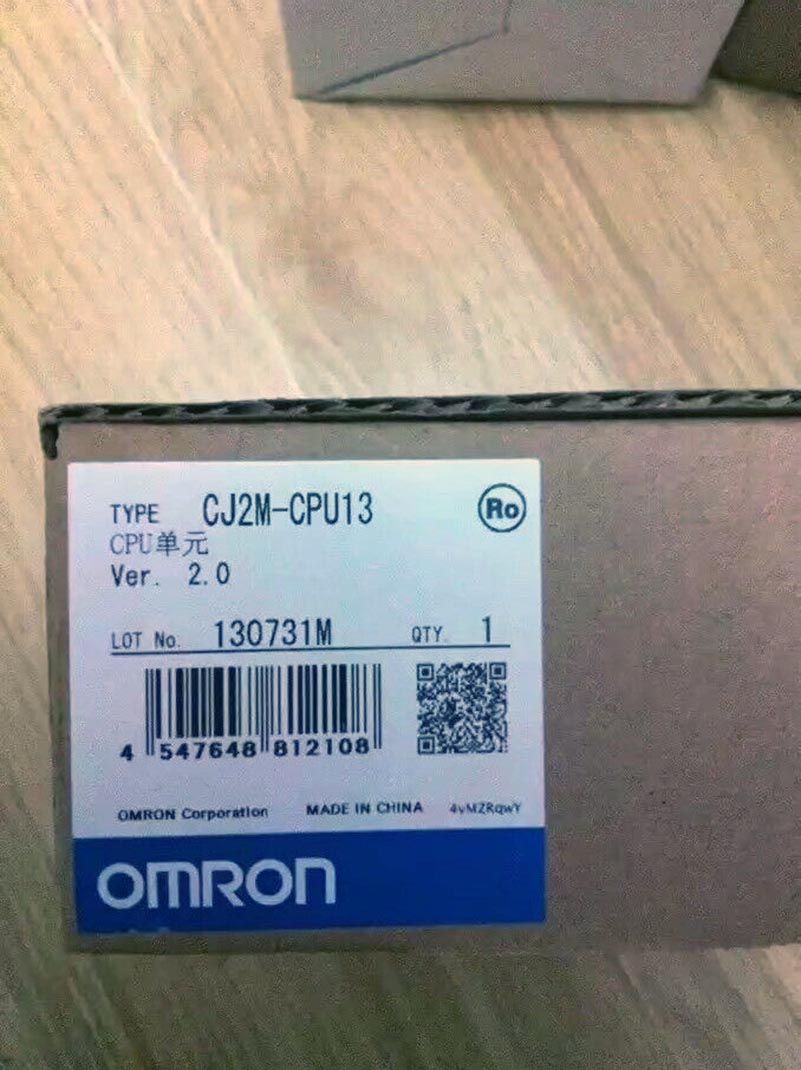 TYPE CJ2M-CPU13
Ro
CPU单元
Ver. 2.0
LOT No. 130731M QTY. 1
4 547648 812108
OMRON Corporation MADE IN CHINA 4vMZRqwY
OMRON